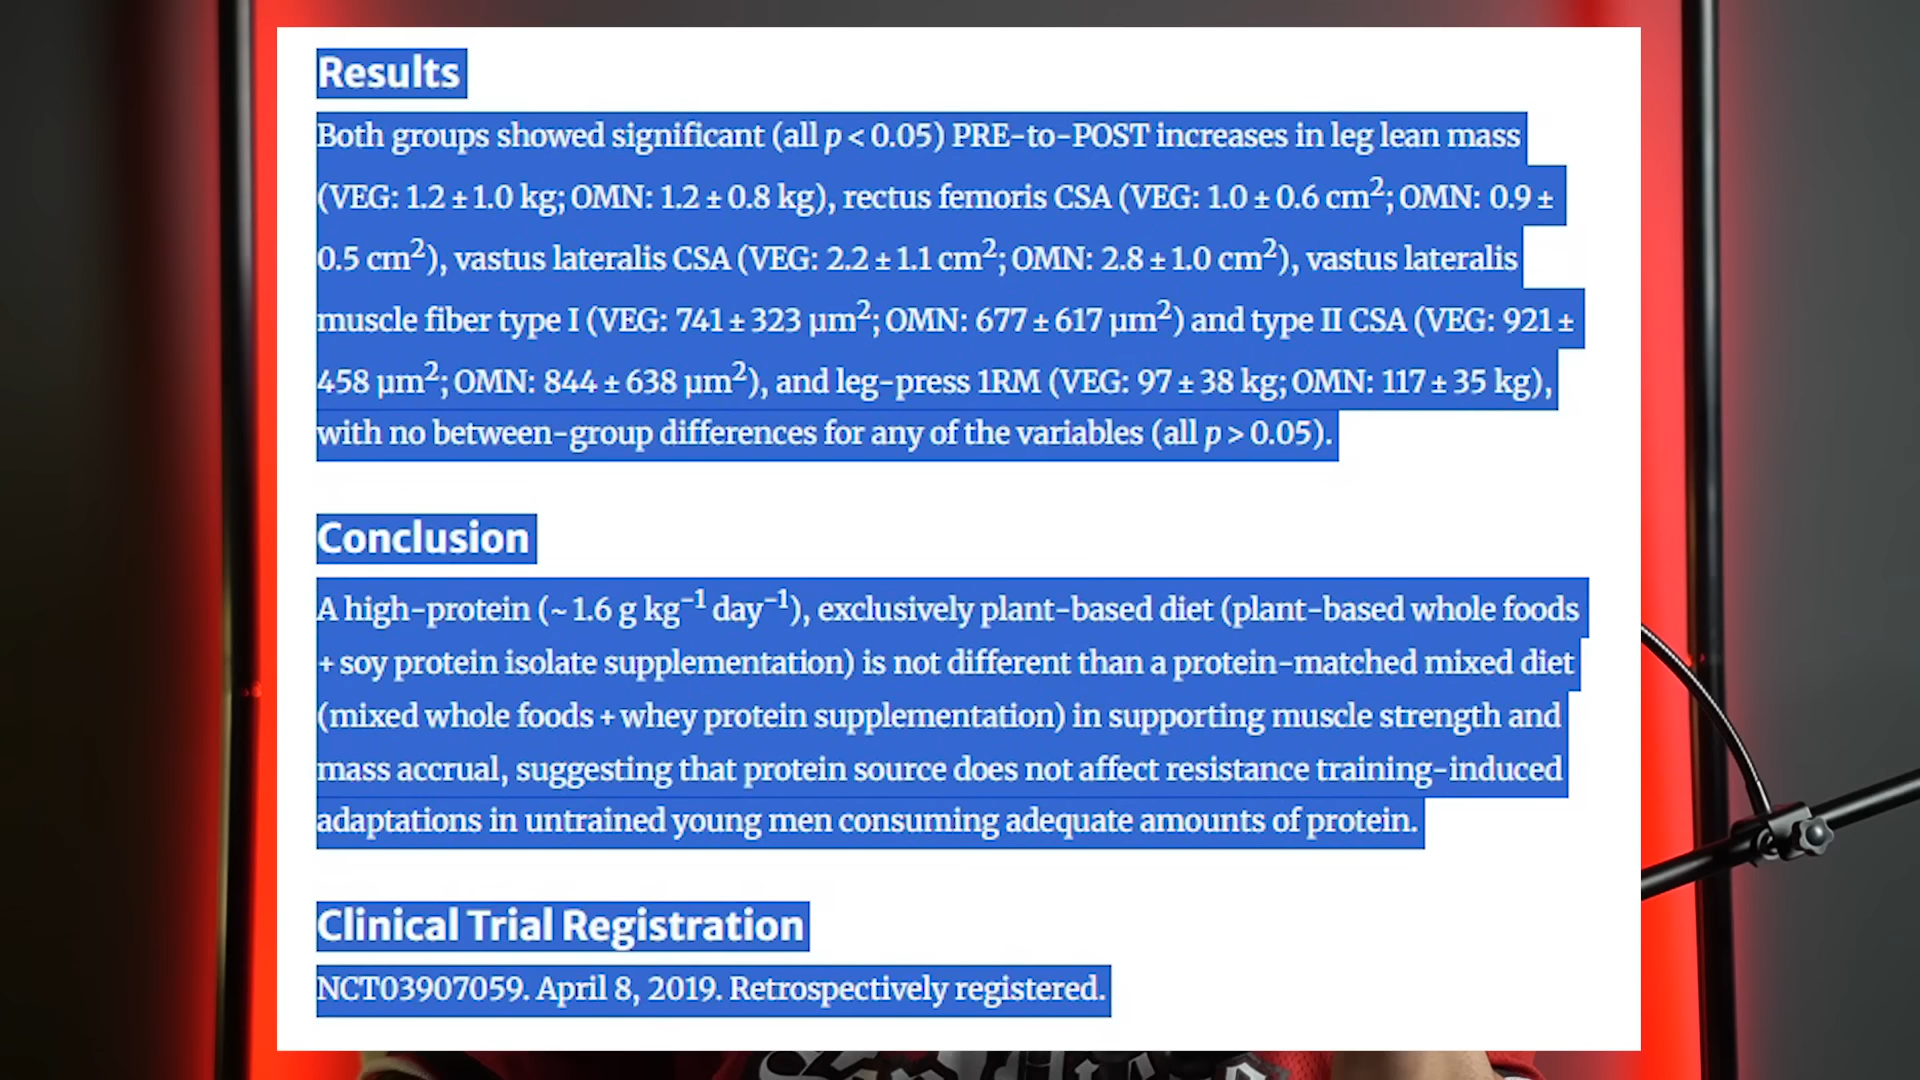 Results
Both groups showed significant (all p < 0.05) PRE-to-POST increases in leg lean mass
(VEG: 1.2 ± 1.0 kg; OMN: 1.2 ± 0.8 kg), rectus femoris CSA (VEG: 1.0 ± 0.6 cm²; OMN: 0.9 ±
0.5 cm²), vastus lateralis CSA (VEG: 2.2 ± 1.1 cm²; OMN: 2.8 ± 1.0 cm²), vastus lateralis
muscle fiber type I (VEG: 741 ± 323 µm²; OMN: 677 ± 617 µm²) and type II CSA (VEG: 921 ±
458 µm²; OMN: 844 ± 638 µm²), and leg-press 1RM (VEG: 97 ± 38 kg; OMN: 117 ± 35 kg),
with no between-group differences for any of the variables (all p > 0.05).
Conclusion
A high-protein (~ 1.6 g kg⁻¹ day⁻¹), exclusively plant-based diet (plant-based whole foods
+ soy protein isolate supplementation) is not different than a protein-matched mixed diet
(mixed whole foods + whey protein supplementation) in supporting muscle strength and
mass accrual, suggesting that protein source does not affect resistance training-induced
adaptations in untrained young men consuming adequate amounts of protein.
Clinical Trial Registration
NCT03907059. April 8, 2019. Retrospectively registered.